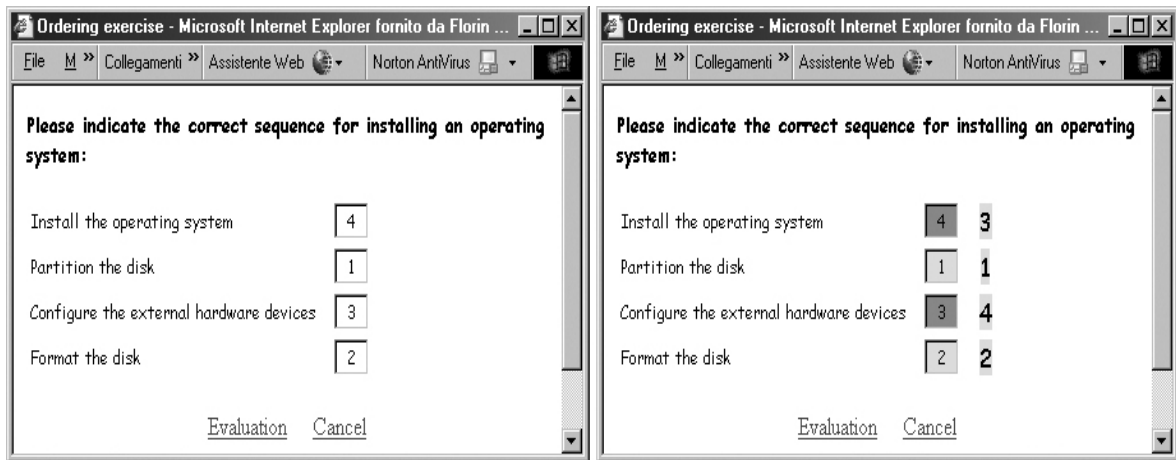 Ordering exercise - Microsoft Internet Explorer fornito da Florin ...
File M » Collegamenti » Assistente Web Norton AntiVirus
Please indicate the correct sequence for installing an operating
system:
Install the operating system 4
Partition the disk 1
Configure the external hardware devices 3
Format the disk 2
Evaluation Cancel
Ordering exercise - Microsoft Internet Explorer fornito da Florin ...
File M » Collegamenti » Assistente Web Norton AntiVirus
Please indicate the correct sequence for installing an operating
system:
Install the operating system 4 3
Partition the disk 1 1
Configure the external hardware devices 3 4
Format the disk 2 2
Evaluation Cancel